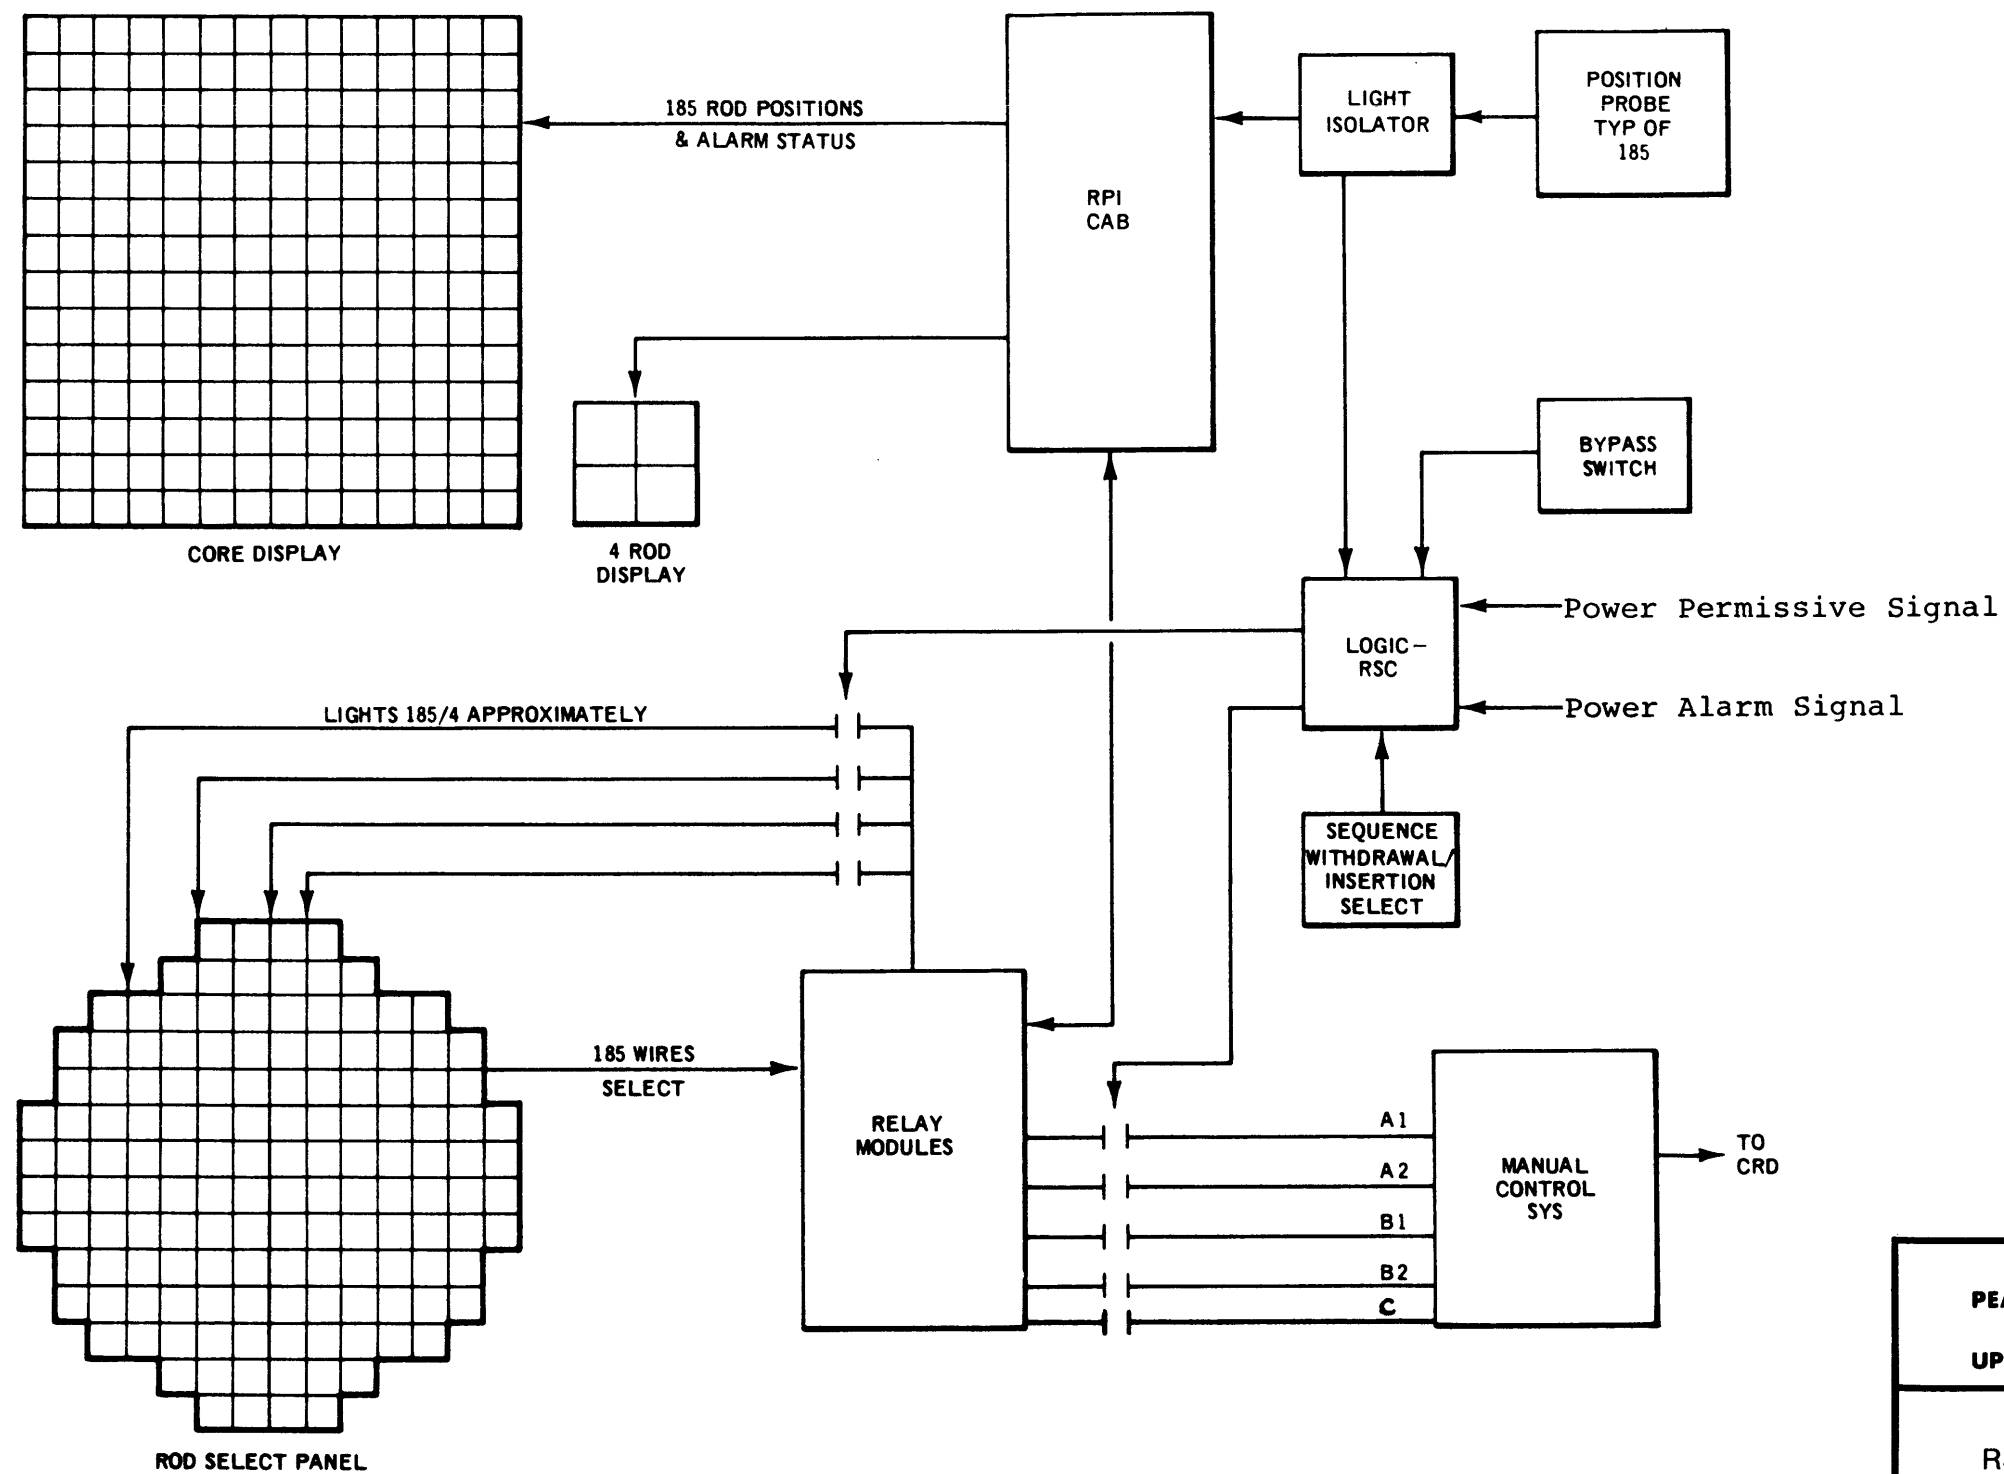 185 ROD POSITIONS
& ALARM STATUS
RPI
CAB
LIGHT
ISOLATOR
POSITION
PROBE
TYP OF
185
CORE DISPLAY
4 ROD
DISPLAY
BYPASS
SWITCH
LOGIC-
RSC
Power Permissive Signal
Power Alarm Signal
SEQUENCE
WITHDRAWAL/
INSERTION
SELECT
LIGHTS 185/4 APPROXIMATELY
185 WIRES
SELECT
RELAY
MODULES
A1
A2
B1
B2
C
MANUAL
CONTROL
SYS
TO
CRD
ROD SELECT PANEL
UP